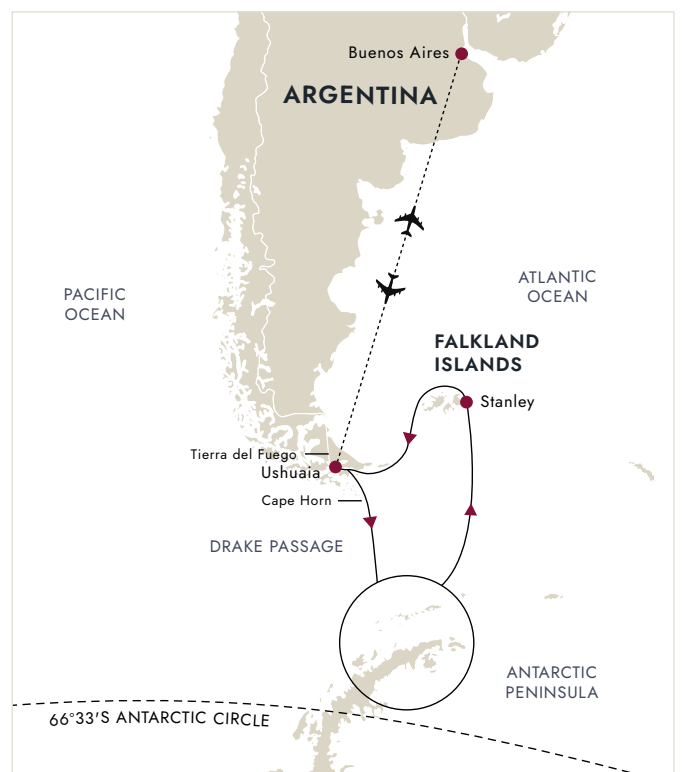 Buenos Aires
ARGENTINA
ATLANTIC
OCEAN
PACIFIC
OCEAN
FALKLAND
ISLANDS
Stanley
Tierra del Fuego
Ushuaia
Cape Horn
DRAKE PASSAGE
ANTARCTIC
PENINSULA
66°33'S ANTARCTIC CIRCLE